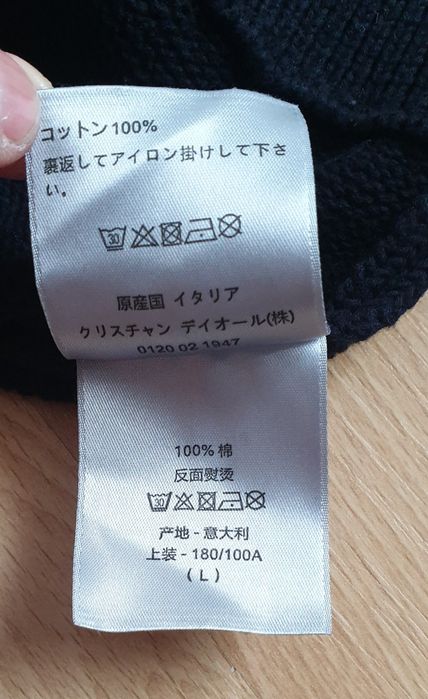 コットン100%
裏返してアイロン掛けして下さ
い。
30
原産国 イタリア
クリスチャン デイオール(株)
0120 02 1947
100% 棉
反面熨烫
30
产地 - 意大利
上装 - 180/100A
( L )